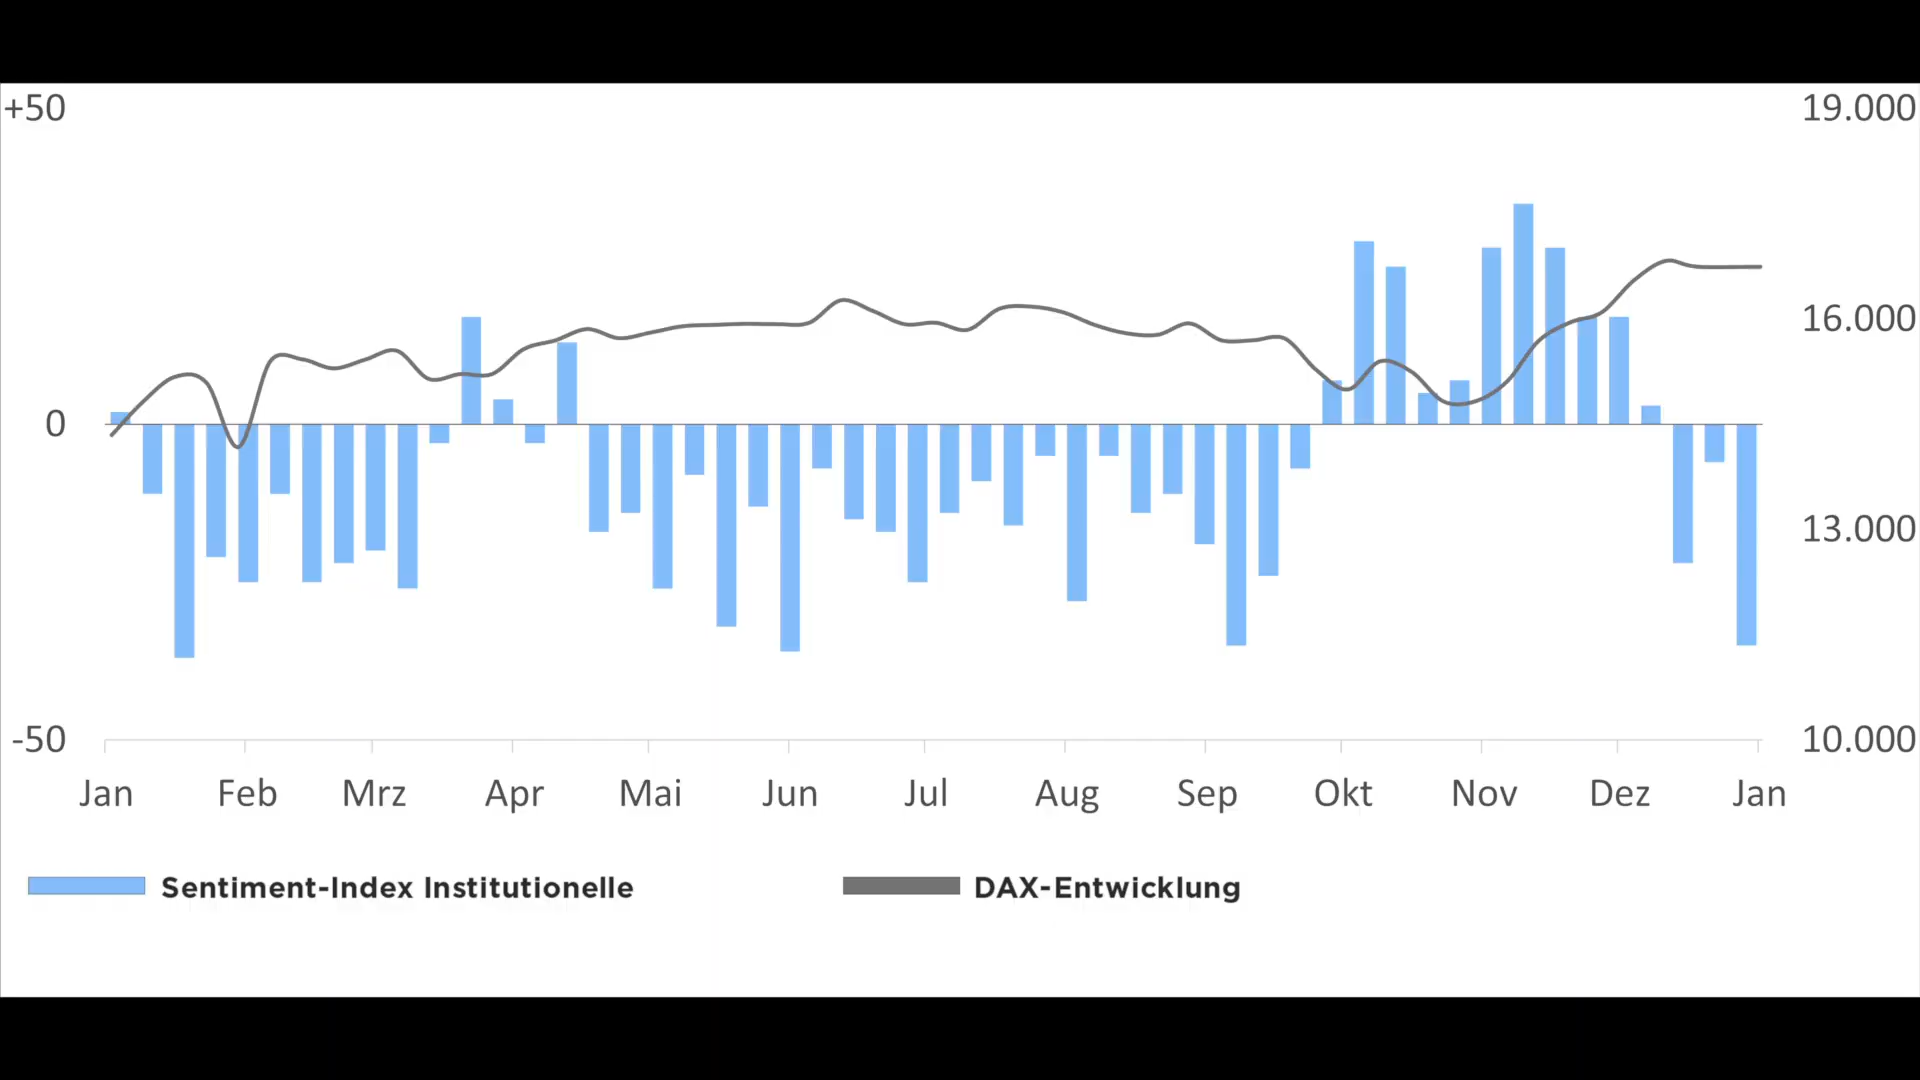 +50 19.000
16.000
0
13.000
-50 10.000
Jan Feb Mrz Apr Mai Jun Jul Aug Sep Okt Nov Dez Jan
Sentiment-Index Institutionelle DAX-Entwicklung